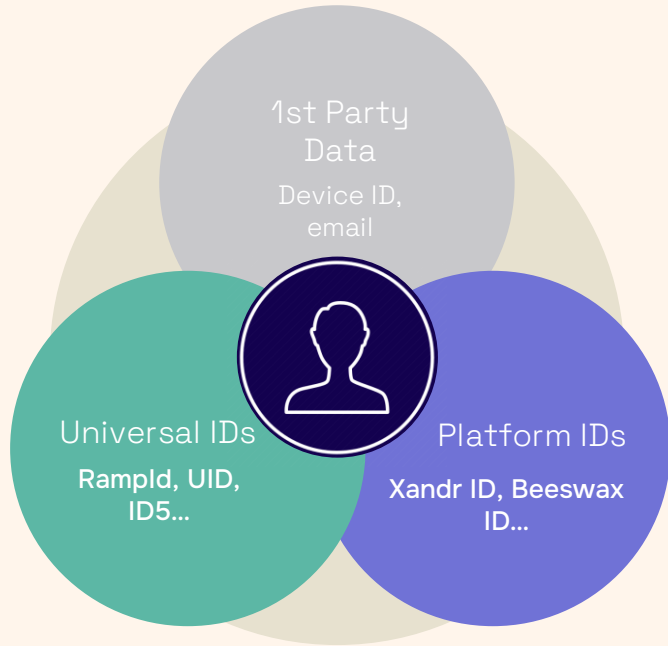 1st Party
Data
Device ID,
email
Universal IDs
RampId, UID,
ID5...
Platform IDs
Xandr ID, Beeswax
ID...